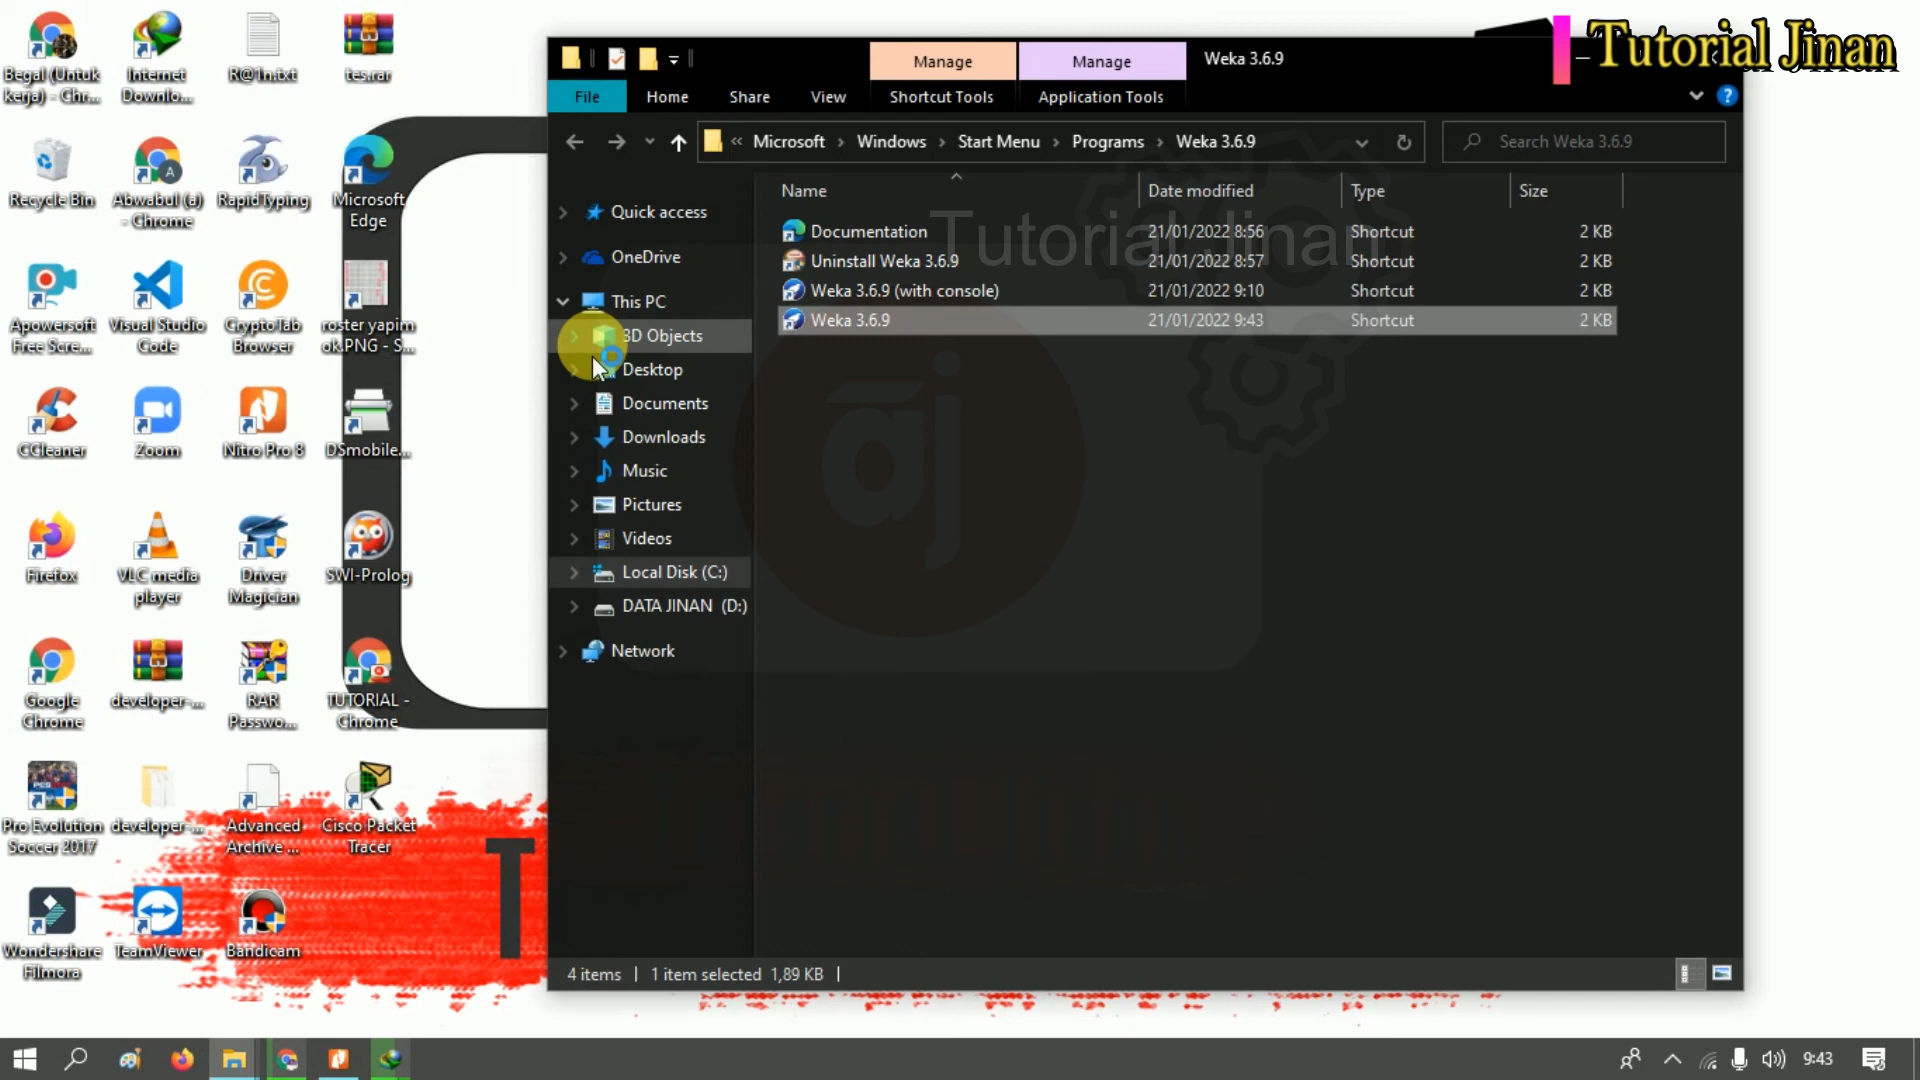 Tutorial Jinan
Manage
Manage
Weka 3.6.9
File
Home
Share
View
Shortcut Tools
Application Tools
« Microsoft > Windows > Start Menu > Programs > Weka 3.6.9
Search Weka 3.6.9
Name
Date modified
Type
Size
Documentation 21/01/2022 8:56 Shortcut 2 KB
Uninstall Weka 3.6.9 21/01/2022 8:57 Shortcut 2 KB
Weka 3.6.9 (with console) 21/01/2022 9:10 Shortcut 2 KB
Weka 3.6.9 21/01/2022 9:43 Shortcut 2 KB
Tutorial Jinan
aj
Quick access
OneDrive
This PC
3D Objects
Desktop
Documents
Downloads
Music
Pictures
Videos
Local Disk (C:)
DATA JINAN (D:)
Network
4 items
1 item selected 1,89 KB
Begal (Untuk
kerja) - Chr...
Internet
Downlo...
R@1n.txt
tes.rar
Recycle Bin
Abwabul (a)
- Chrome
RapidTyping
Microsoft
Edge
Apowersoft
Free Scre...
Visual Studio
Code
CryptoTab
Browser
roster yapim
ok.PNG - S...
CCleaner
Zoom
Nitro Pro 8
DSmobile...
Firefox
VLC media
player
Driver
Magician
SWI-Prolog
Google
Chrome
developer-...
RAR
Passwo...
TUTORIAL -
Chrome
Pro Evolution
Soccer 2017
developer-...
Advanced
Archive ...
Cisco Packet
Tracer
Wondershare
Filmora
TeamViewer
Bandicam
T
9:43